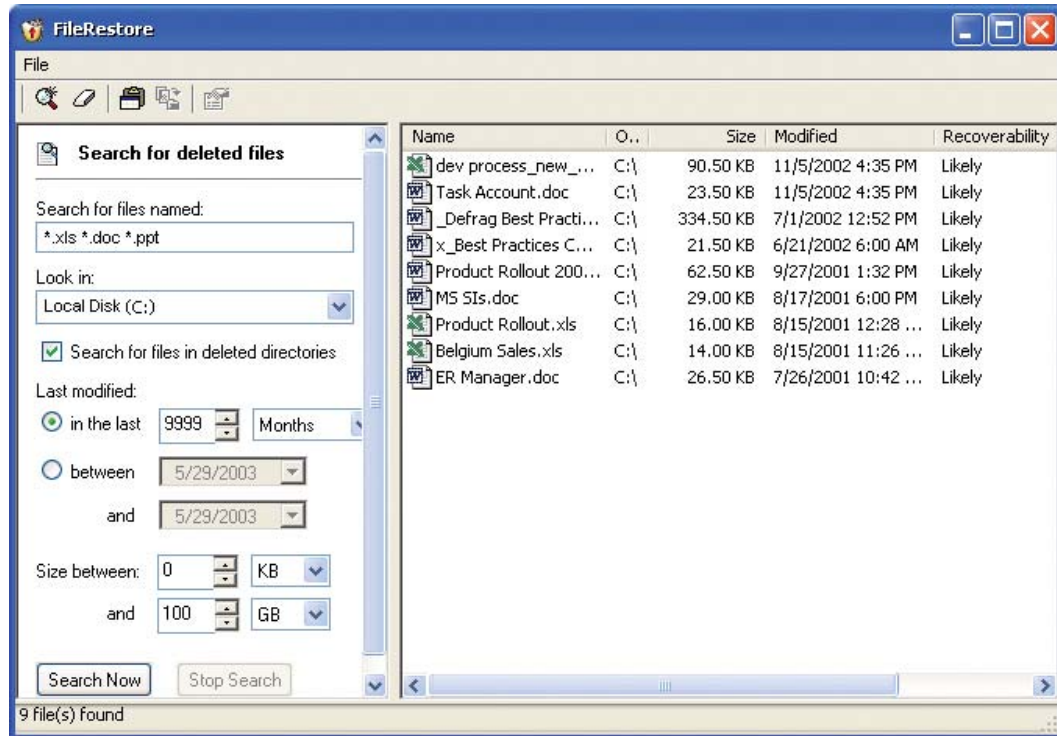 FileRestore
File
Search for deleted files
Search for files named:
*.xls *.doc *.ppt
Look in:
Local Disk (C:)
Search for files in deleted directories
Last modified:
in the last 9999 Months
between 5/29/2003
and 5/29/2003
Size between: 0 KB
and 100 GB
Search Now Stop Search
Name O.. Size Modified Recoverability
dev process_new_... C:\ 90.50 KB 11/5/2002 4:35 PM Likely
Task Account.doc C:\ 23.50 KB 11/5/2002 4:35 PM Likely
_Defrag Best Practi... C:\ 334.50 KB 7/1/2002 12:52 PM Likely
x_Best Practices C... C:\ 21.50 KB 6/21/2002 6:00 AM Likely
Product Rollout 200... C:\ 62.50 KB 9/27/2001 1:32 PM Likely
MS SIs.doc C:\ 29.00 KB 8/17/2001 6:00 PM Likely
Product Rollout.xls C:\ 16.00 KB 8/15/2001 12:28 ... Likely
Belgium Sales.xls C:\ 14.00 KB 8/15/2001 11:26 ... Likely
ER Manager.doc C:\ 26.50 KB 7/26/2001 10:42 ... Likely
9 file(s) found